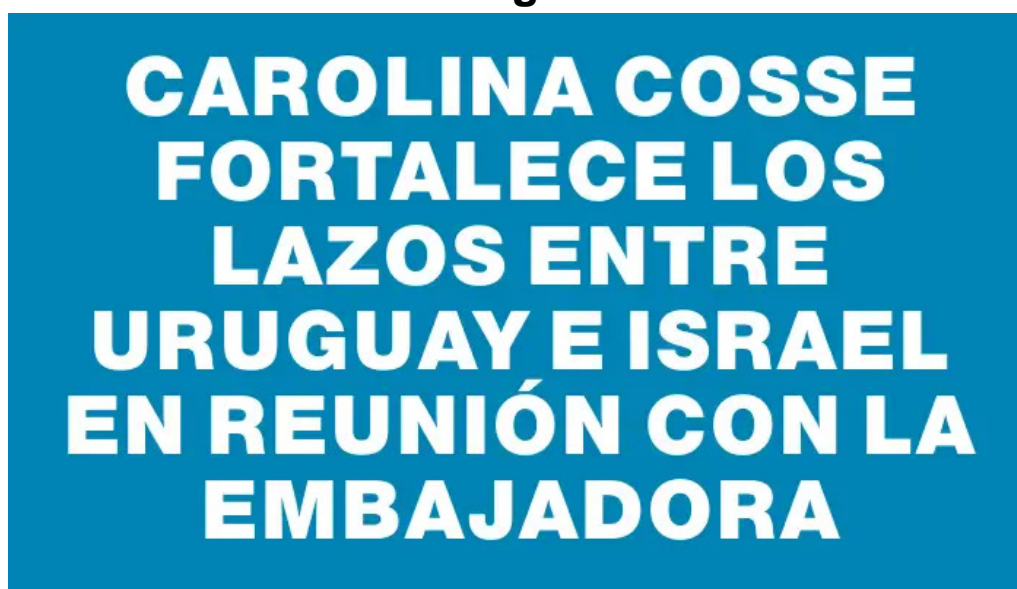 CAROLINA COSSE
FORTALECE LOS
LAZOS ENTRE
URUGUAY E ISRAEL
EN REUNIÓN CON LA
EMBAJADORA